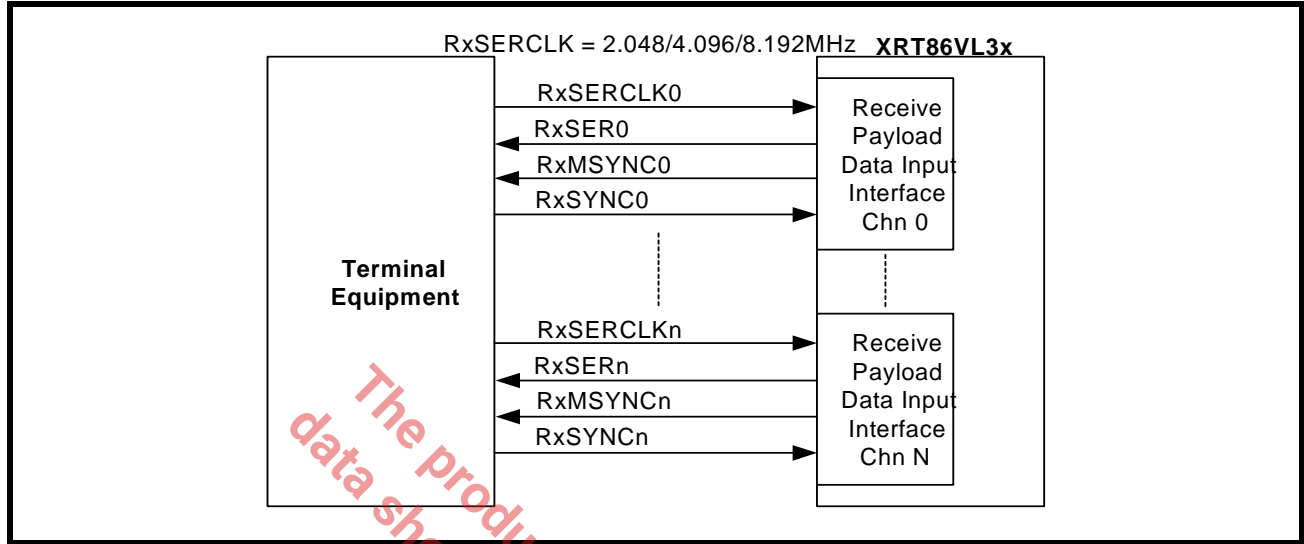 RxSERCLK = 2.048/4.096/8.192MHz XRT86VL3x
RxSERCLK0
RxSER0
RxMSYNC0
RxSYNC0
Receive
Payload
Data Input
Interface
Chn 0
Terminal
Equipment
RxSERCLKn
RxSERn
RxMSYNCn
RxSYNCn
Receive
Payload
Data Input
Interface
Chn N
The produ
data sho